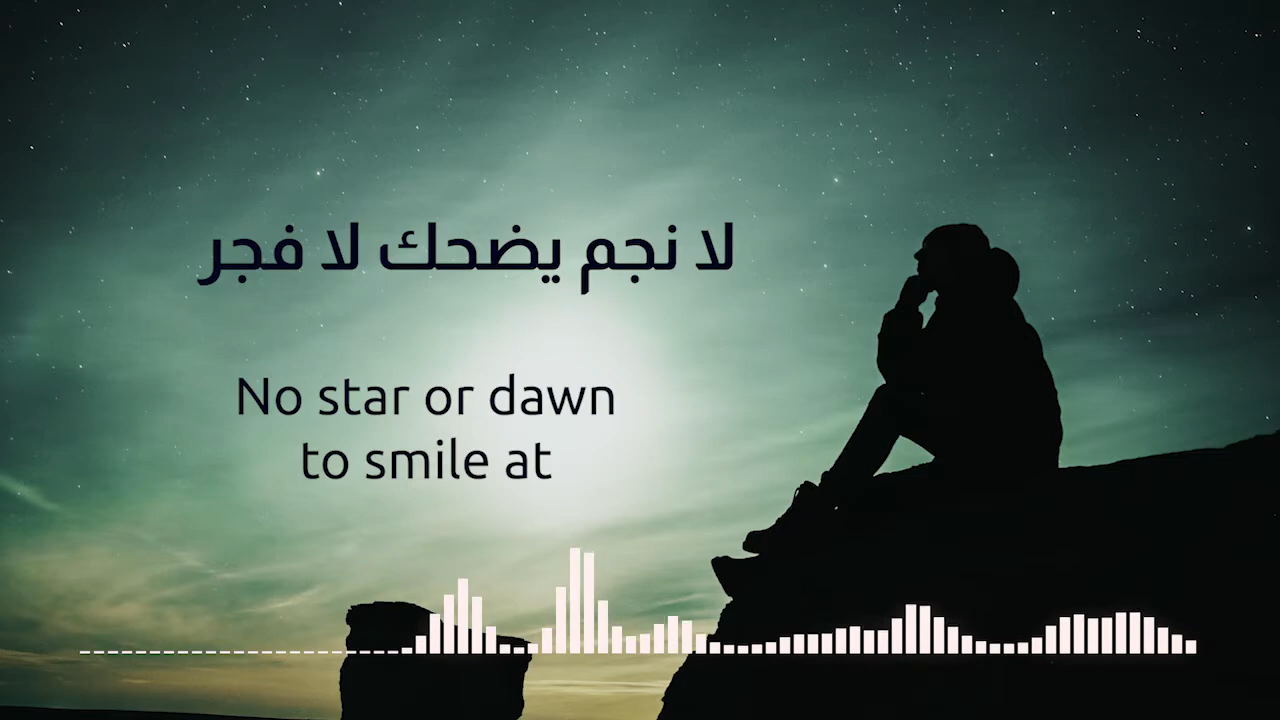 لا نجم يضحك لا فجر
No star or dawn
to smile at